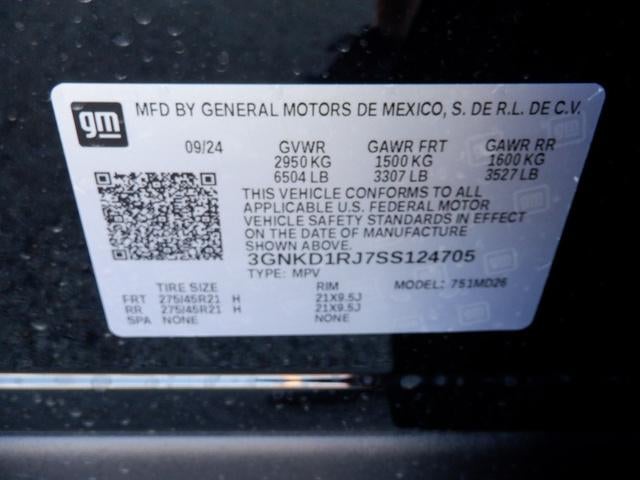 gm
MFD BY GENERAL MOTORS DE MEXICO, S. DE R.L. DE C.V.
09/24 GVWR GAWR FRT GAWR RR
2950 KG 1500 KG 1600 KG
6504 LB 3307 LB 3527 LB
THIS VEHICLE CONFORMS TO ALL
APPLICABLE U.S. FEDERAL MOTOR
VEHICLE SAFETY STANDARDS IN EFFECT
ON THE DATE OF MANUFACTURE
SHOWN ABOVE.
3GNKD1RJ7SS124705
TYPE: MPV MODEL: 751MD26
TIRE SIZE RIM
FRT 275/45R21 H 21X9.5J
RR 275/45R21 H 21X9.5J
SPA NONE NONE